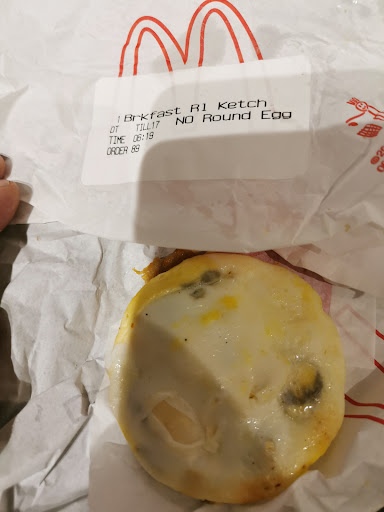 1 Brkfast Rl Ketch
DT TILL17 NO Round Egg
TIME 06:19
ORDER 89